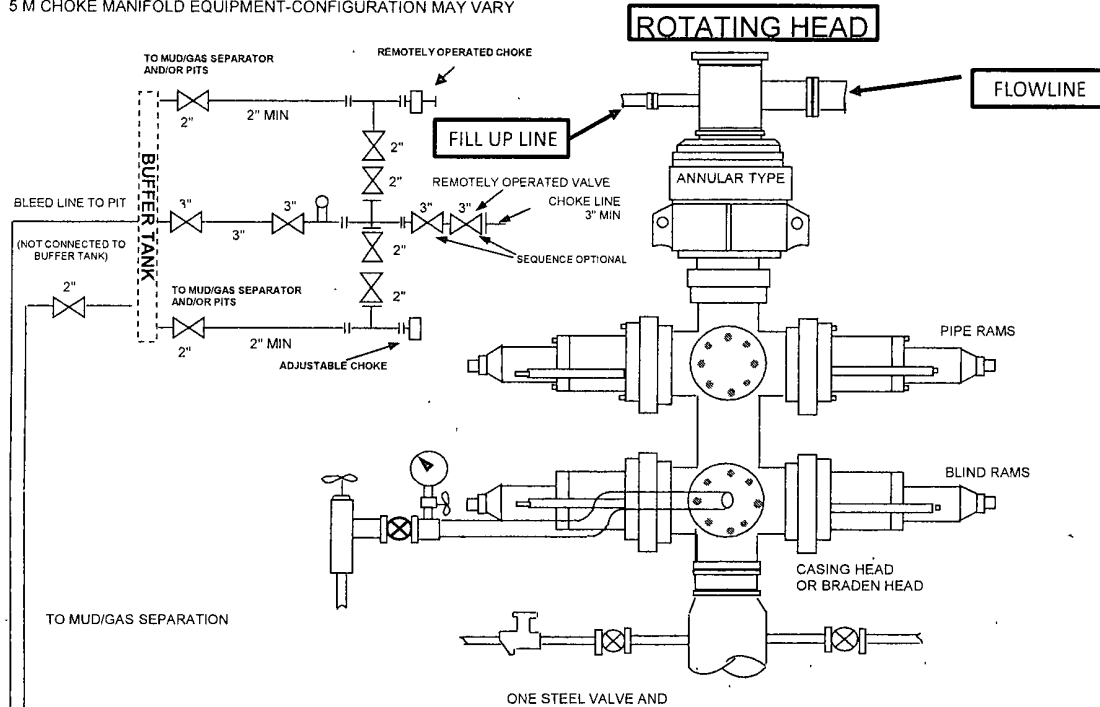 5 M CHOKE MANIFOLD EQUIPMENT-CONFIGURATION MAY VARY
ROTATING HEAD
REMOTELY OPERATED CHOKE
TO MUD/GAS SEPARATOR
AND/OR PITS
FLOWLINE
2"
2" MIN
FILL UP LINE
2"
2"
BUFFER TANK
ANNULAR TYPE
REMOTELY OPERATED VALVE
CHOKE LINE
3" MIN
BLEED LINE TO PIT
3"
3"
3"
3"
3"
(NOT CONNECTED TO
BUFFER TANK)
2"
SEQUENCE OPTIONAL
2"
TO MUD/GAS SEPARATOR
AND/OR PITS
2"
2"
2" MIN
PIPE RAMS
ADJUSTABLE CHOKE
BLIND RAMS
CASING HEAD
OR BRADEN HEAD
TO MUD/GAS SEPARATION
ONE STEEL VALVE AND